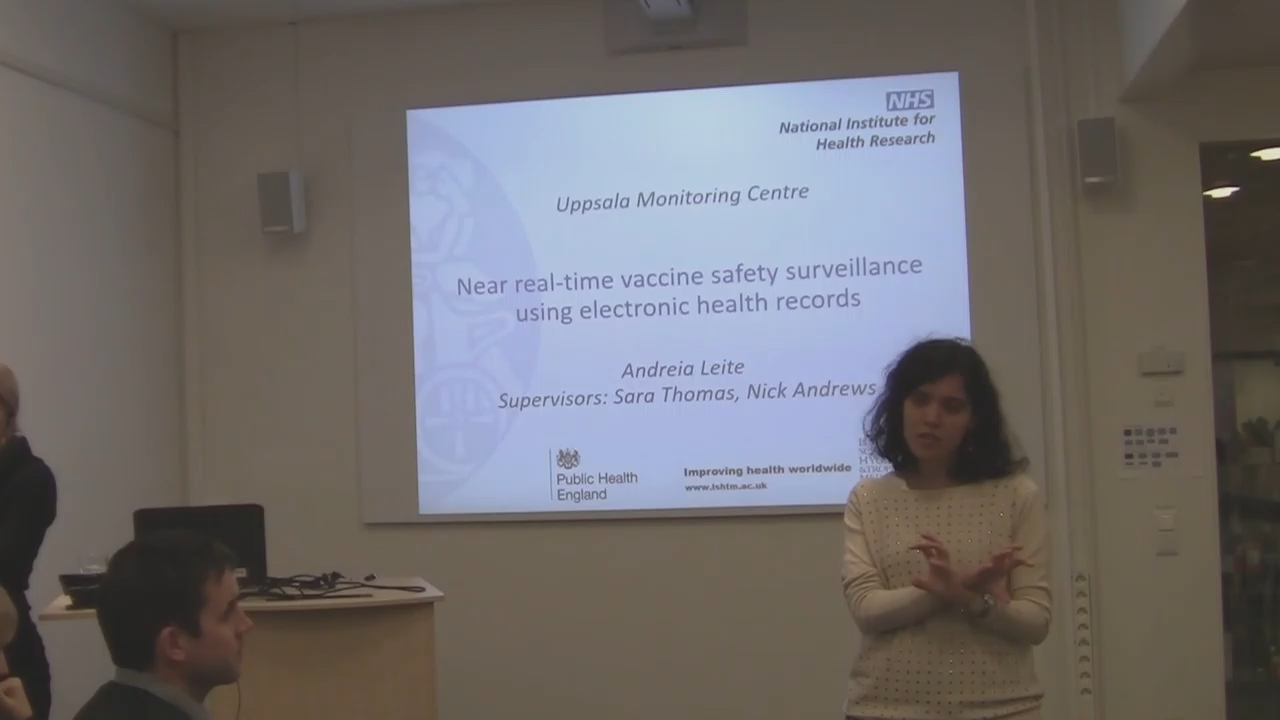 NHS
National Institute for
Health Research
Uppsala Monitoring Centre
Near real-time vaccine safety surveillance
using electronic health records
Andreia Leite
Supervisors: Sara Thomas, Nick Andrews
Public Health
England
Improving health worldwide
www.lshtm.ac.uk